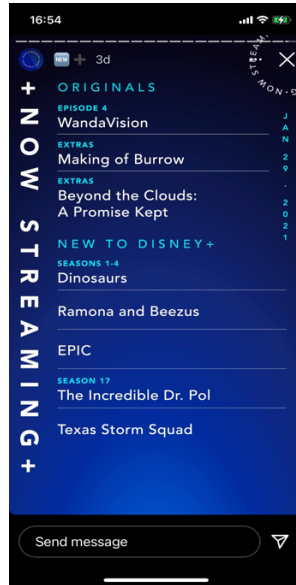 16:54
NEW + 3d
STREAM.
NOW
+ NOW STREAMING +
JAN 29 . 2021
ORIGINALS
EPISODE 4
WandaVision
EXTRAS
Making of Burrow
EXTRAS
Beyond the Clouds:
A Promise Kept
NEW TO DISNEY+
SEASONS 1-4
Dinosaurs
Ramona and Beezus
EPIC
SEASON 17
The Incredible Dr. Pol
Texas Storm Squad
Send message